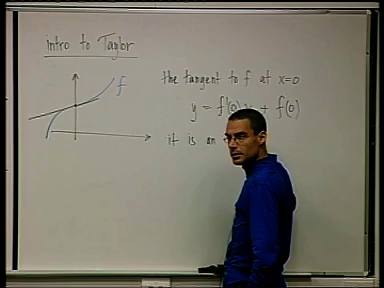 intro to Taylor
f
the tangent to f at x=0
y = f'(0) + f(0)
it is an